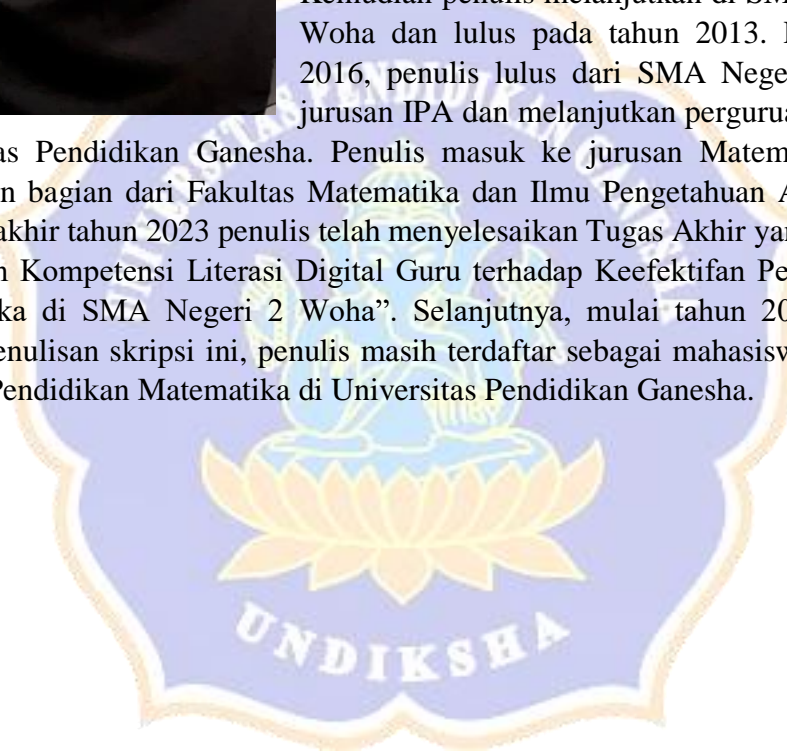 Kemudian penulis melanjutkan di SM
Woha dan lulus pada tahun 2013.
2016, penulis lulus dari SMA Nege
jurusan IPA dan melanjutkan pergurua
as Pendidikan Ganesha. Penulis masuk ke jurusan Matem
n bagian dari Fakultas Matematika dan Ilmu Pengetahuan A
akhir tahun 2023 penulis telah menyelesaikan Tugas Akhir yan
n Kompetensi Literasi Digital Guru terhadap Keefektifan Pe
ka di SMA Negeri 2 Woha”. Selanjutnya, mulai tahun 20
enulisan skripsi ini, penulis masih terdaftar sebagai mahasisw
Pendidikan Matematika di Universitas Pendidikan Ganesha.
UNIVERSITAS PENDIDIKAN GANESHA
UNDIKSHA